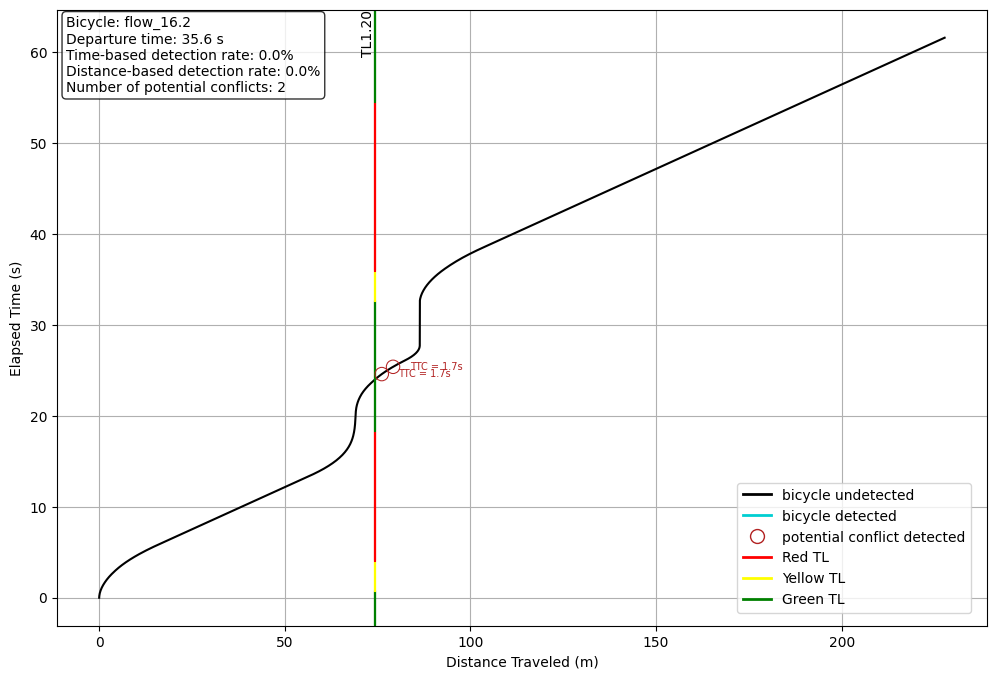 Bicycle: flow_16.2
Departure time: 35.6 s
Time-based detection rate: 0.0%
Distance-based detection rate: 0.0%
Number of potential conflicts: 2
TL1.20
60
50
40
30
20
10
0
Elapsed Time (s)
TTC = 1.7s
TTC = 1.7s
bicycle undetected
bicycle detected
potential conflict detected
Red TL
Yellow TL
Green TL
0
50
100
150
200
Distance Traveled (m)